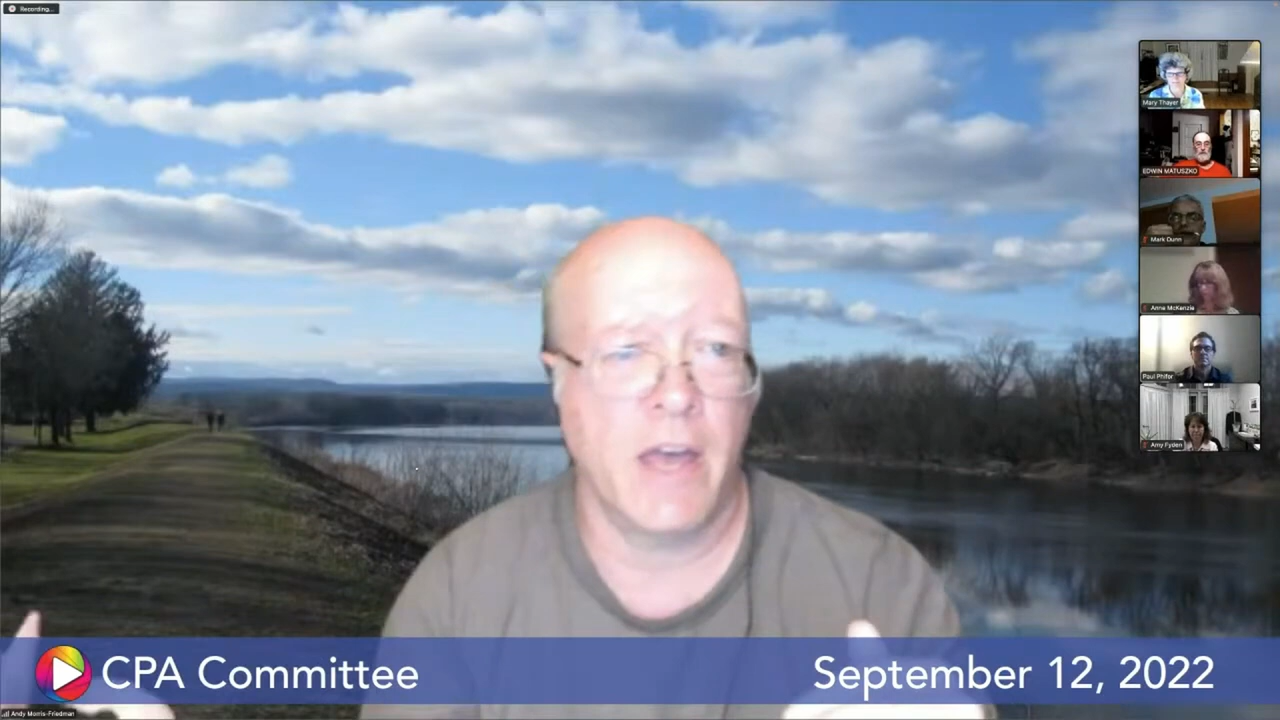 Recording...
Mary Thayer
EDWIN MATUSZKO
Mark Dunn
Anne McKenzie
Paul Phifer
Amy Fyden
CPA Committee
September 12, 2022
Andy Morris-Friedman